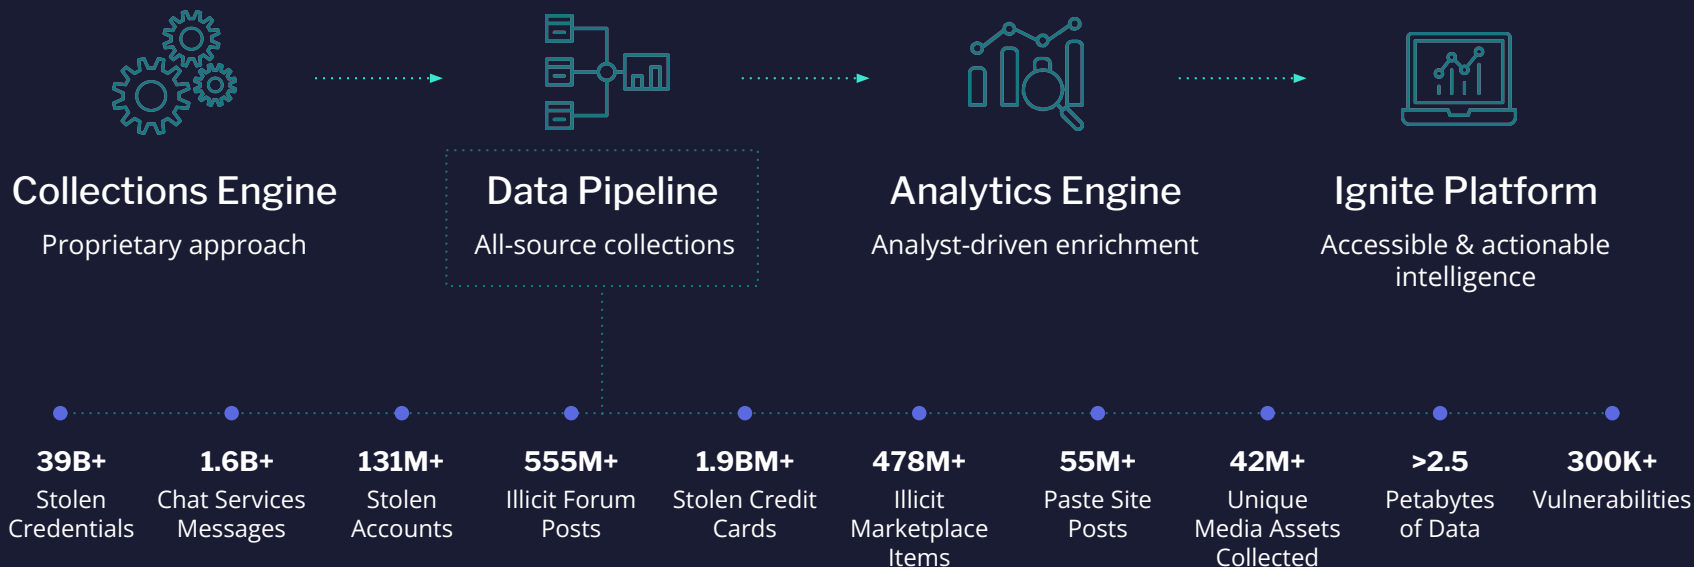 Collections Engine
Proprietary approach
Data Pipeline
All-source collections
Analytics Engine
Analyst-driven enrichment
Ignite Platform
Accessible & actionable
intelligence
39B+
Stolen
Credentials
1.6B+
Chat Services
Messages
131M+
Stolen
Accounts
555M+
Illicit Forum
Posts
1.9BM+
Stolen Credit
Cards
478M+
Illicit
Marketplace
Items
55M+
Paste Site
Posts
42M+
Unique
Media Assets
Collected
>2.5
Petabytes
of Data
300K+
Vulnerabilities